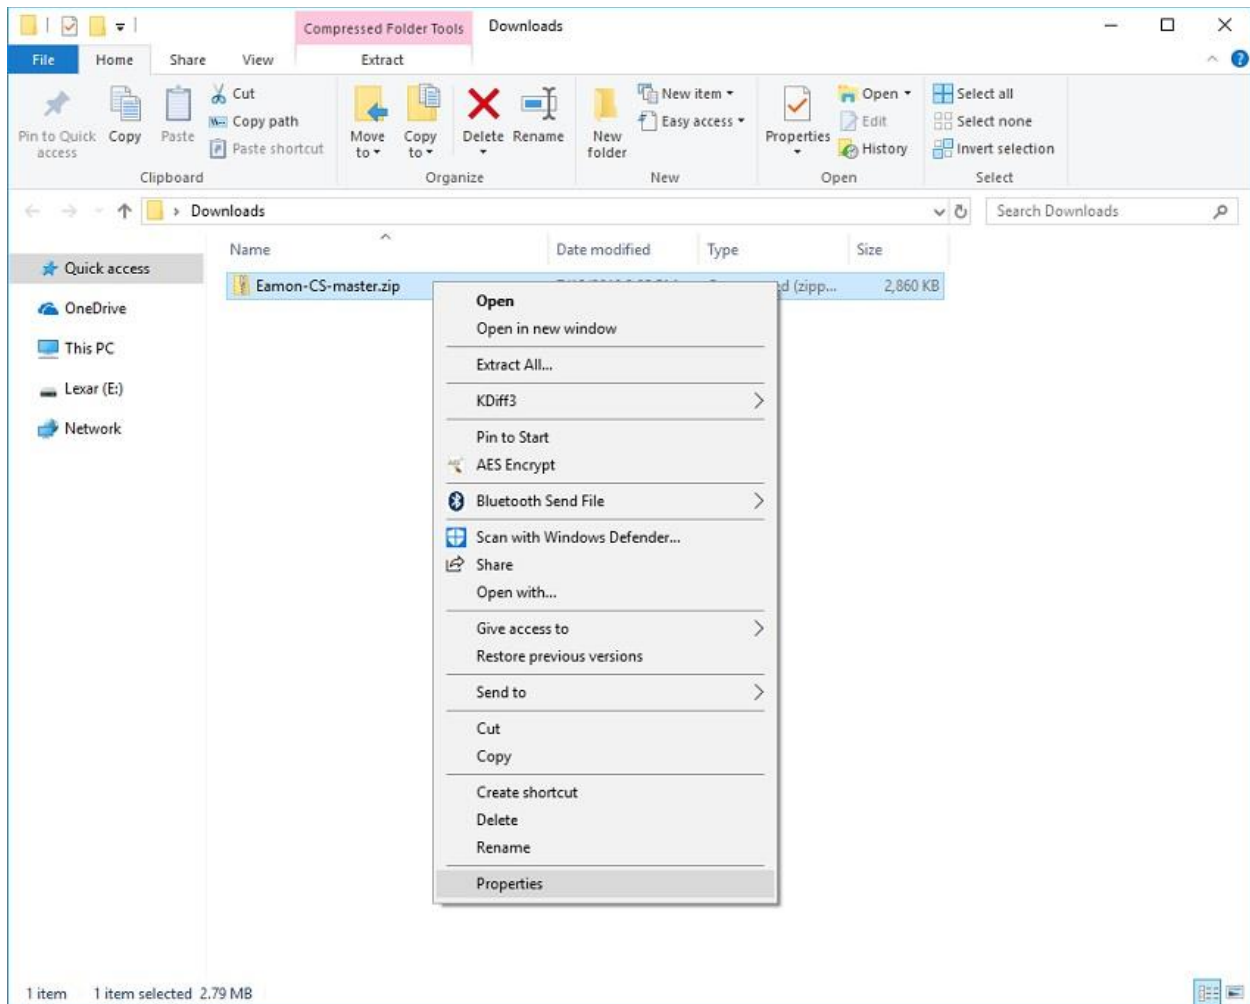 Compressed Folder Tools Downloads
File Home Share View Extract
Pin to Quick access
Copy
Paste
Cut
Copy path
Paste shortcut
Move to
Copy to
Delete
Rename
New folder
New item
Easy access
Properties
Open
Edit
History
Select all
Select none
Invert selection
Clipboard Organize New Open Select
Downloads Search Downloads
Name Date modified Type Size
Quick access
OneDrive
This PC
Lexar (E:)
Network
Eamon-CS-master.zip (zipp... 2,860 KB
Open
Open in new window
Extract All...
KDiff3
Pin to Start
AES Encrypt
Bluetooth Send File
Scan with Windows Defender...
Share
Open with...
Give access to
Restore previous versions
Send to
Cut
Copy
Create shortcut
Delete
Rename
Properties
1 item 1 item selected 2.79 MB